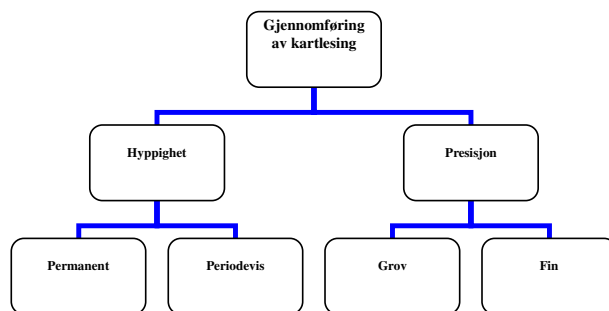 Gjennomføring
av kartlesing
Hyppighet
Presisjon
Permanent
Periodevis
Grov
Fin